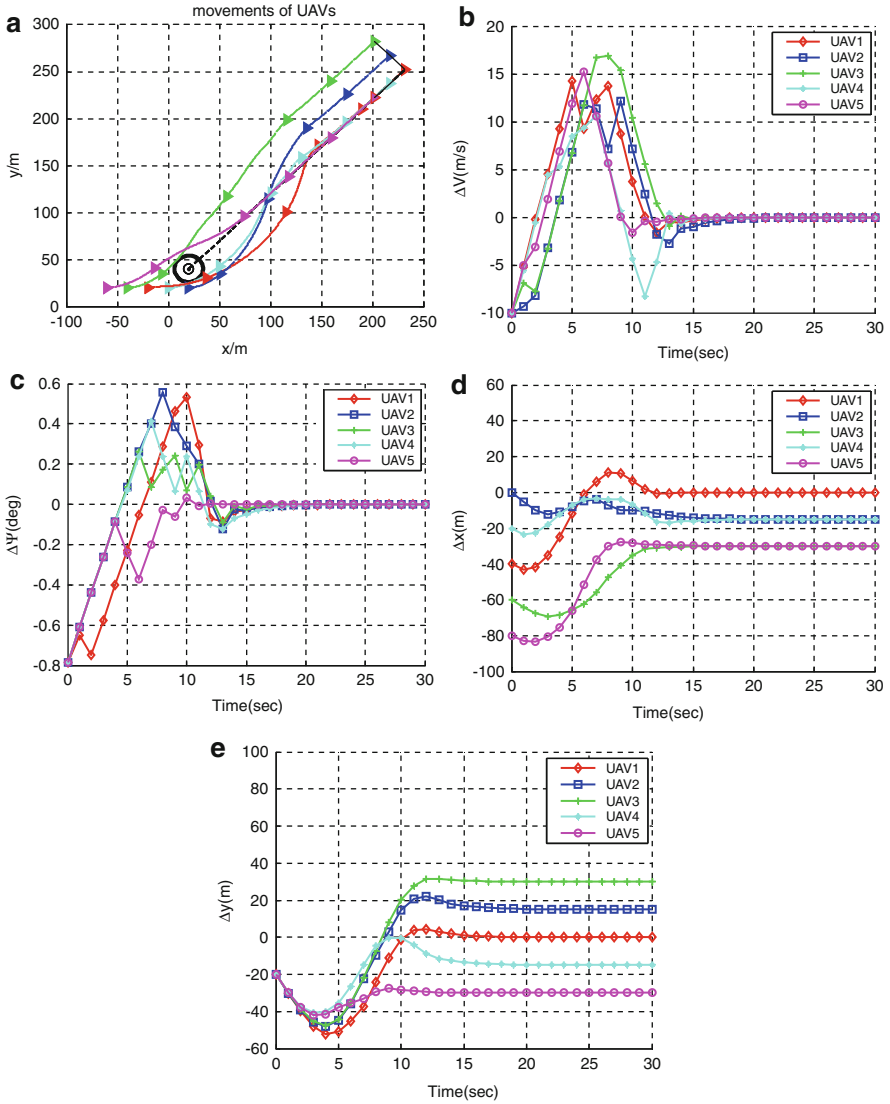 a
movements of UAVs
300
250
200
150
100
50
0
y/m
-100 -50 0 50 100 150 200 250
x/m
b
20
15
10
5
0
-5
-10
ΔV(m/s)
0 5 10 15 20 25 30
Time(sec)
UAV1
UAV2
UAV3
UAV4
UAV5
c
0.6
0.4
0.2
0
-0.2
-0.4
-0.6
-0.8
ΔΨ(deg)
0 5 10 15 20 25 30
Time(sec)
UAV1
UAV2
UAV3
UAV4
UAV5
d
60
40
20
0
-20
-40
-60
-80
-100
Δx(m)
0 5 10 15 20 25 30
Time(sec)
UAV1
UAV2
UAV3
UAV4
UAV5
e
100
80
60
40
20
0
-20
-40
-60
Δy(m)
0 5 10 15 20 25 30
Time(sec)
UAV1
UAV2
UAV3
UAV4
UAV5